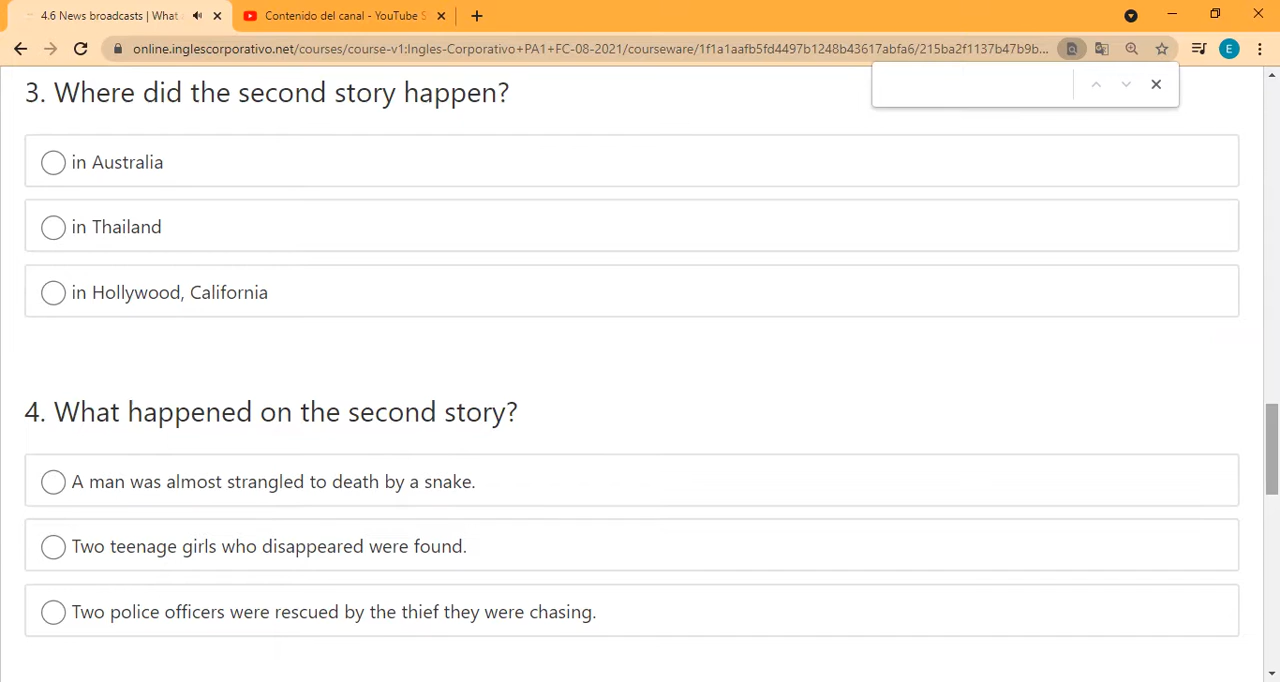 4.6 News broadcasts | What
Contenido del canal - YouTube S
online.inglescorporativo.net/courses/course-v1:Ingles-Corporativo+PA1+FC-08-2021/courseware/1f1a1aafb5fd4497b1248b43617abfa6/215ba2f1137b47b9b...
E
3. Where did the second story happen?
in Australia
in Thailand
in Hollywood, California
4. What happened on the second story?
A man was almost strangled to death by a snake.
Two teenage girls who disappeared were found.
Two police officers were rescued by the thief they were chasing.